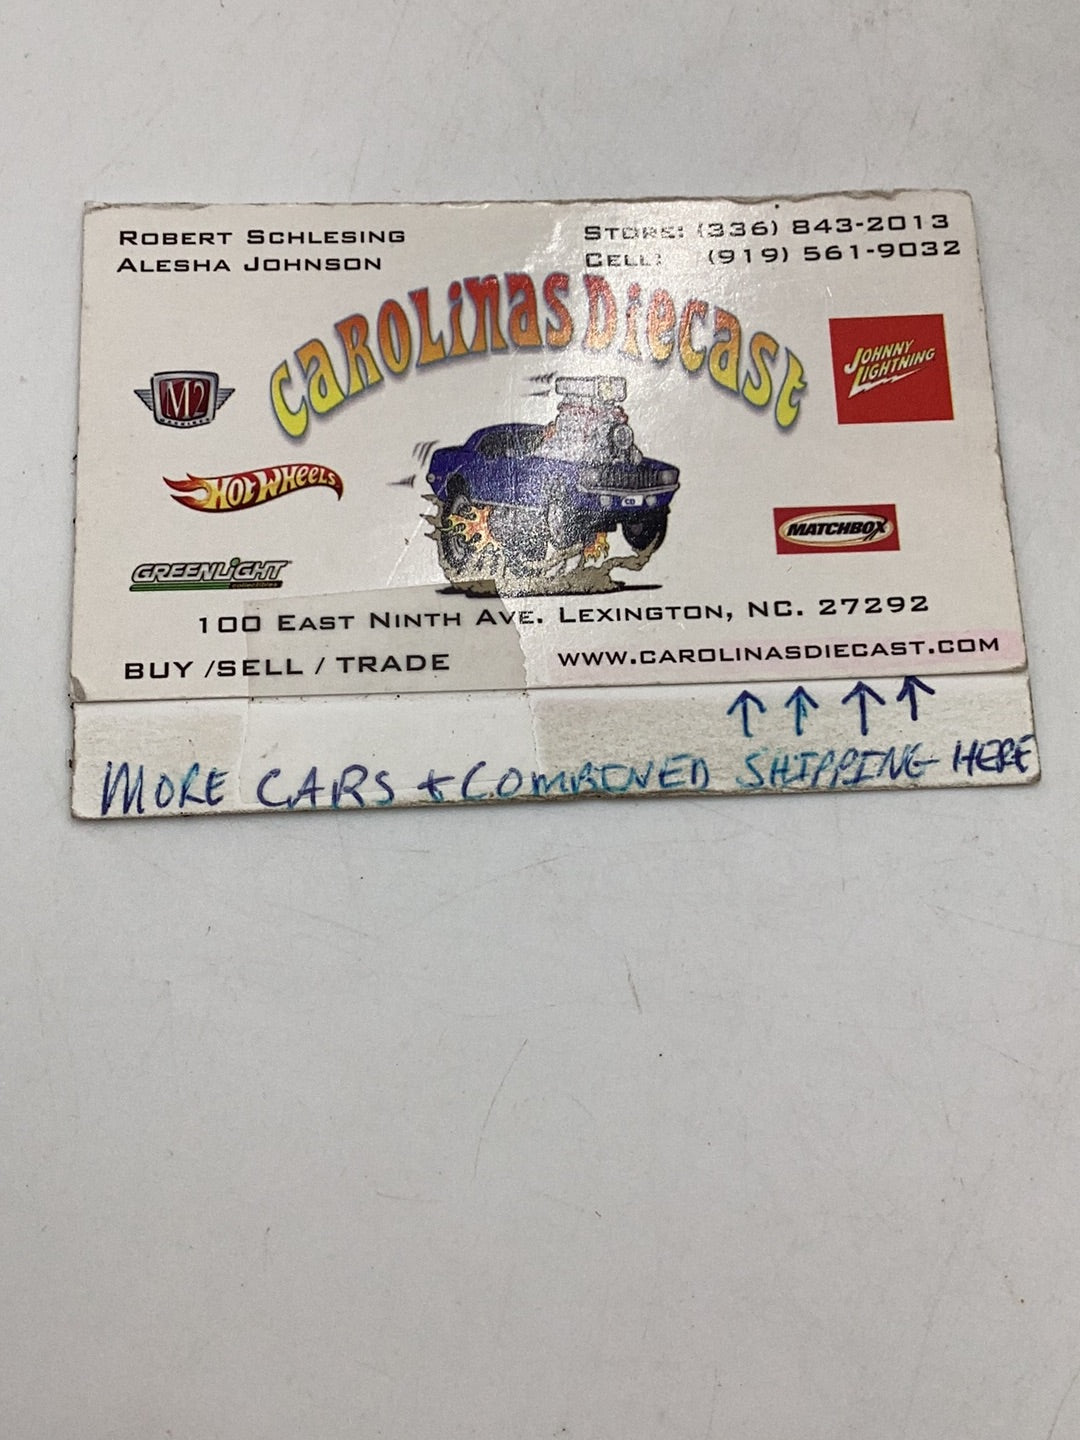 ROBERT SCHLESING
ALESHA JOHNSON
STORE: (336) 843-2013
CELL: (919) 561-9032
CAROLINAS DIECAST
M2
MACHINES
JOHNNY
LIGHTNING
HOT WHEELS
CD
MATCHBOX
GREENLIGHT
100 EAST NINTH AVE. LEXINGTON, NC. 27292
BUY /SELL / TRADE
WWW.CAROLINASDIECAST.COM
↑ ↑ ↑ ↑
MORE CARS + COMBINED SHIPPING HERE